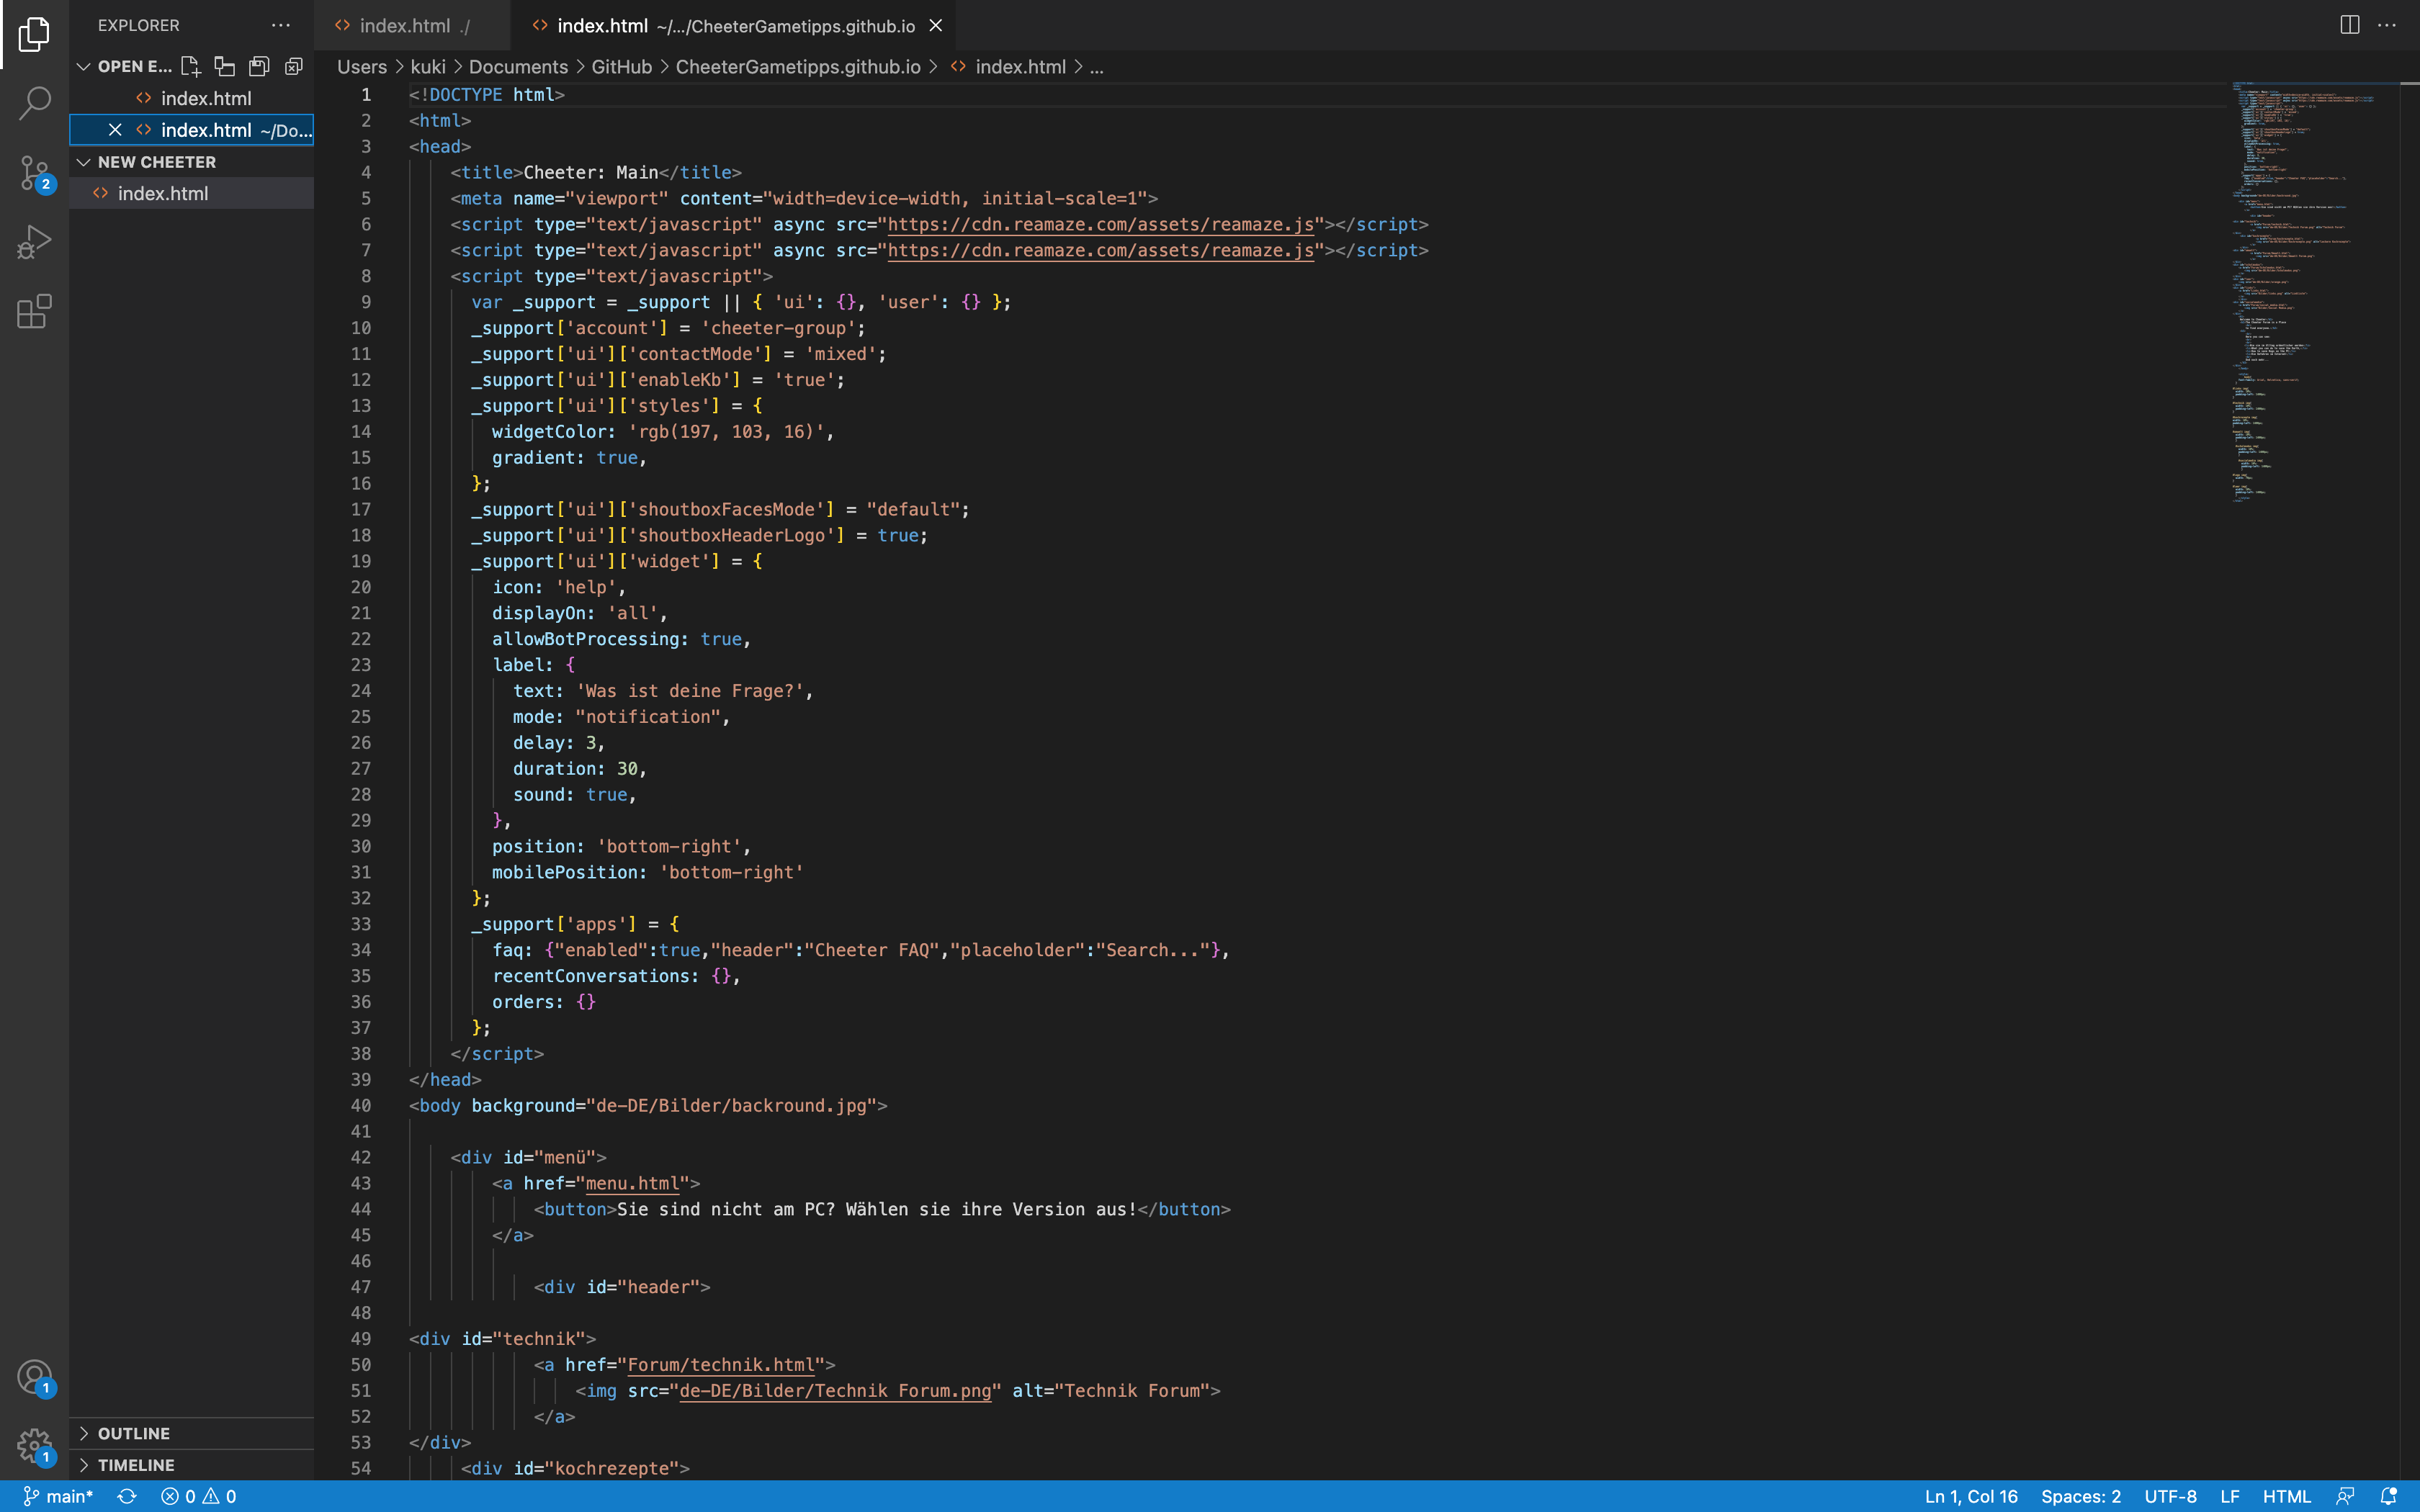 EXPLORER
OPEN E...
index.html
index.html ~/Do...
NEW CHEETER
index.html
OUTLINE
TIMELINE
2
1
1
index.html ./
index.html ~/.../CheeterGametipps.github.io
Users > kuki > Documents > GitHub > CheeterGametipps.github.io > index.html > ...
1 <!DOCTYPE html>
2 <html>
3 <head>
4 <title>Cheeter: Main</title>
5 <meta name="viewport" content="width=device-width, initial-scale=1">
6 <script type="text/javascript" async src="https://cdn.reamaze.com/assets/reamaze.js"></script>
7 <script type="text/javascript" async src="https://cdn.reamaze.com/assets/reamaze.js"></script>
8 <script type="text/javascript">
9 var _support = _support || { 'ui': {}, 'user': {} };
10 _support['account'] = 'cheeter-group';
11 _support['ui']['contactMode'] = 'mixed';
12 _support['ui']['enableKb'] = 'true';
13 _support['ui']['styles'] = {
14 widgetColor: 'rgb(197, 103, 16)',
15 gradient: true,
16 };
17 _support['ui']['shoutboxFacesMode'] = "default";
18 _support['ui']['shoutboxHeaderLogo'] = true;
19 _support['ui']['widget'] = {
20 icon: 'help',
21 displayOn: 'all',
22 allowBotProcessing: true,
23 label: {
24 text: 'Was ist deine Frage?',
25 mode: "notification",
26 delay: 3,
27 duration: 30,
28 sound: true,
29 },
30 position: 'bottom-right',
31 mobilePosition: 'bottom-right'
32 };
33 _support['apps'] = {
34 faq: {"enabled":true,"header":"Cheeter FAQ","placeholder":"Search..."},
35 recentConversations: {},
36 orders: {}
37 };
38 </script>
39 </head>
40 <body background="de-DE/Bilder/backround.jpg">
41
42 <div id="menü">
43 <a href="menu.html">
44 <button>Sie sind nicht am PC? Wählen sie ihre Version aus!</button>
45 </a>
46
47 <div id="header">
48
49 <div id="technik">
50 <a href="Forum/technik.html">
51 <img src="de-DE/Bilder/Technik Forum.png" alt="Technik Forum">
52 </a>
53 </div>
54 <div id="kochrezepte">
main* 0 0 Ln 1, Col 16 Spaces: 2 UTF-8 LF HTML